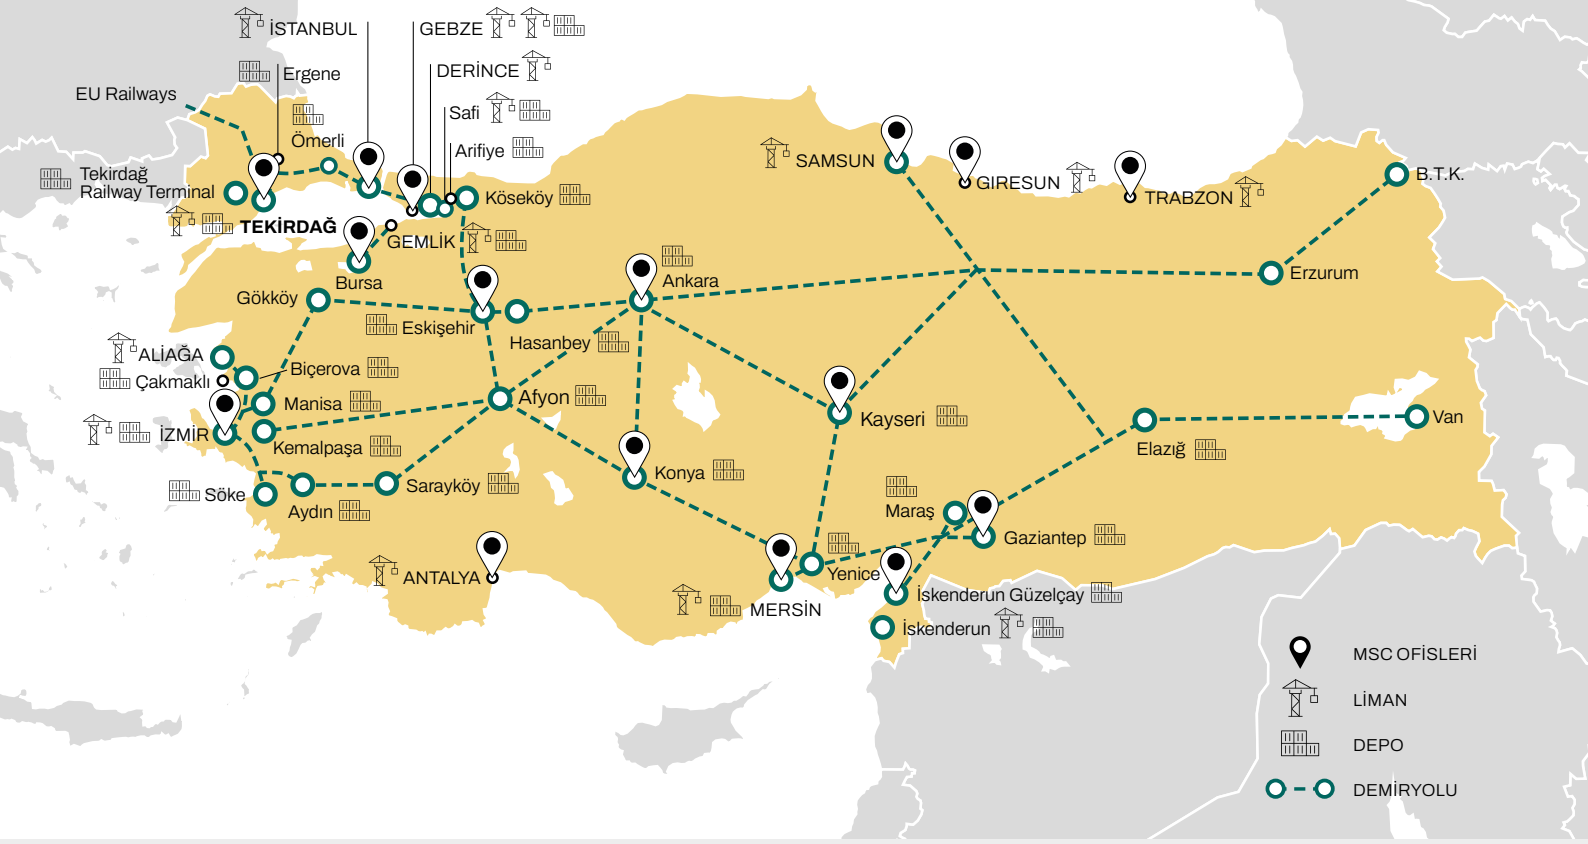 İSTANBUL
GEBZE
Ergene
DERİNCE
EU Railways
Safi
Ömerli
Arifiye
SAMSUN
Tekirdağ
Railway Terminal
Köseköy
GIRESUN
TRABZON
B.T.K.
TEKİRDAĞ
GEMLİK
Bursa
Ankara
Erzurum
Gökköy
Eskişehir
Hasanbey
ALİAĞA
Biçerova
Çakmaklı
Manisa
Afyon
Kayseri
Van
İZMİR
Kemalpaşa
Elazığ
Konya
Söke
Sarayköy
Aydın
Maraş
Gaziantep
ANTALYA
Yenice
MERSİN
İskenderun Güzelçay
İskenderun
MSC OFİSLERİ
LİMAN
DEPO
DEMİRYOLU